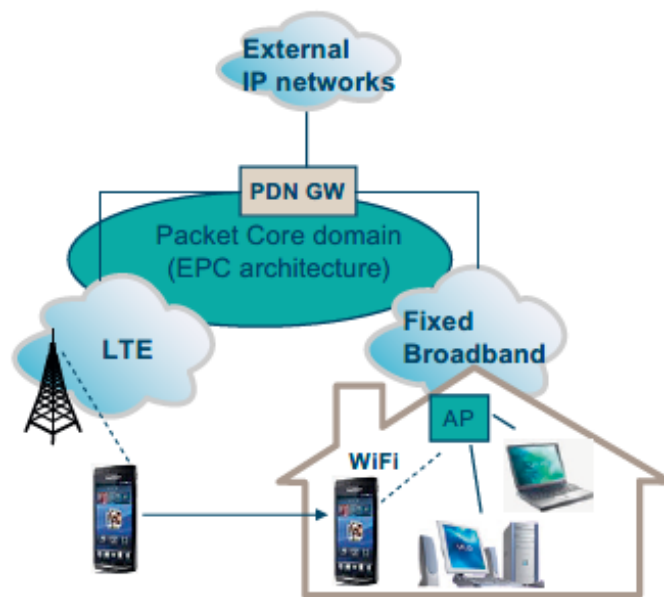 External
IP networks
PDN GW
Packet Core domain
(EPC architecture)
LTE
Fixed
Broadband
AP
WiFi